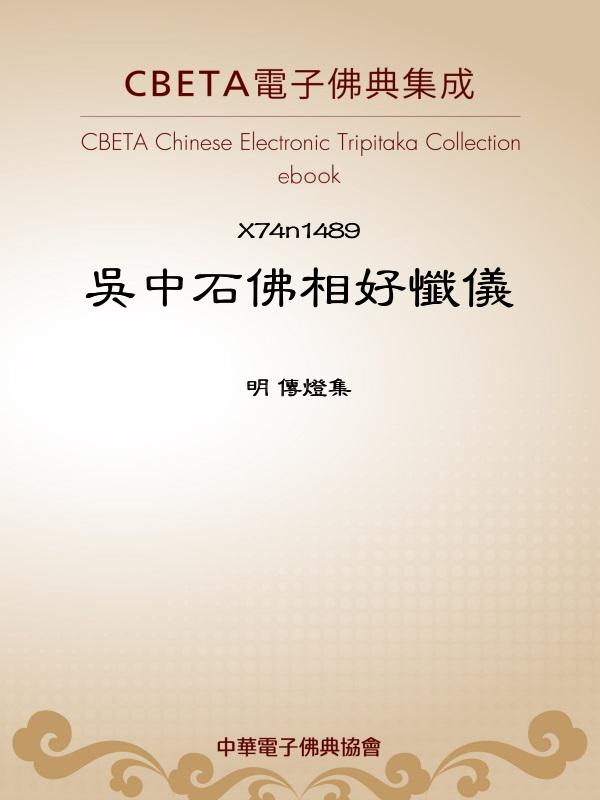 CBETA電子佛典集成
CBETA Chinese Electronic Tripitaka Collection
ebook
X74n1489
吳中石佛相好懺儀
明 傳燈集
中華電子佛典協會